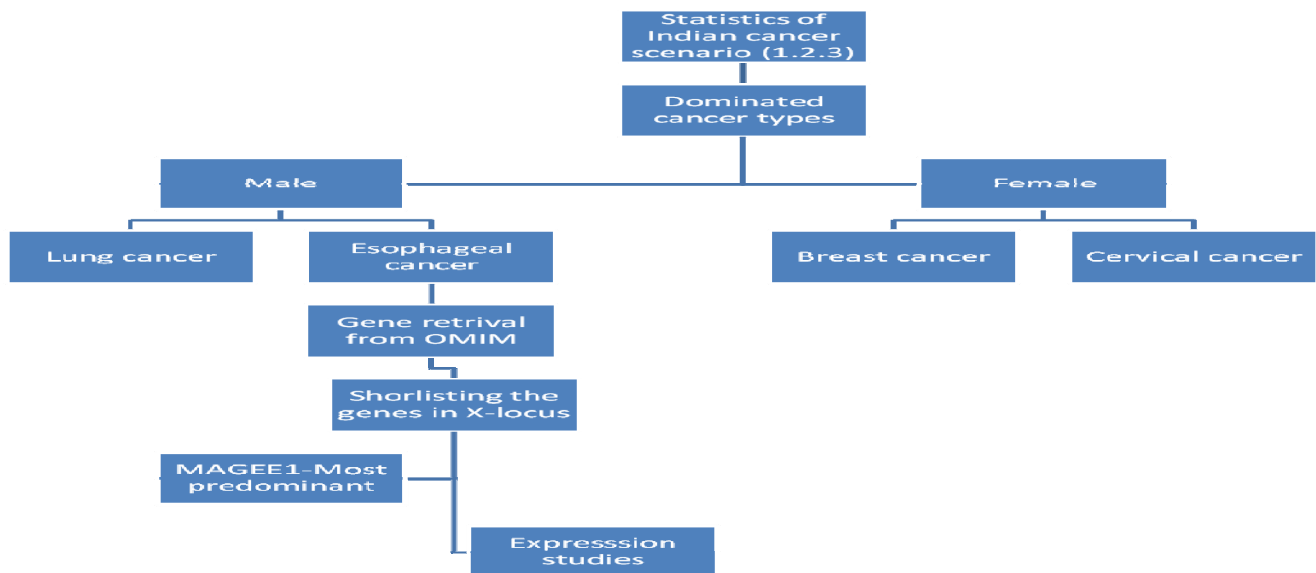 Statistics of
Indian cancer
scenario (1.2.3)
Dominated
cancer types
Male
Female
Lung cancer
Esophageal
cancer
Breast cancer
Cervical cancer
Gene retrival
from OMIM
Shorlisting the
genes in X-locus
MAGEE1-Most
predominant
Expresssion
studies